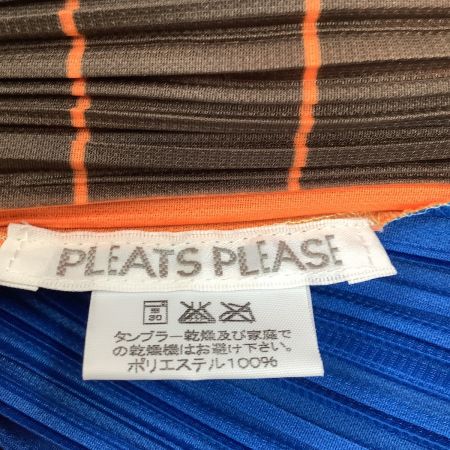 PLEATS PLEASE
30
タンブラー乾燥及び家庭で
の乾燥機はお避け下さい。
ポリエステル100%